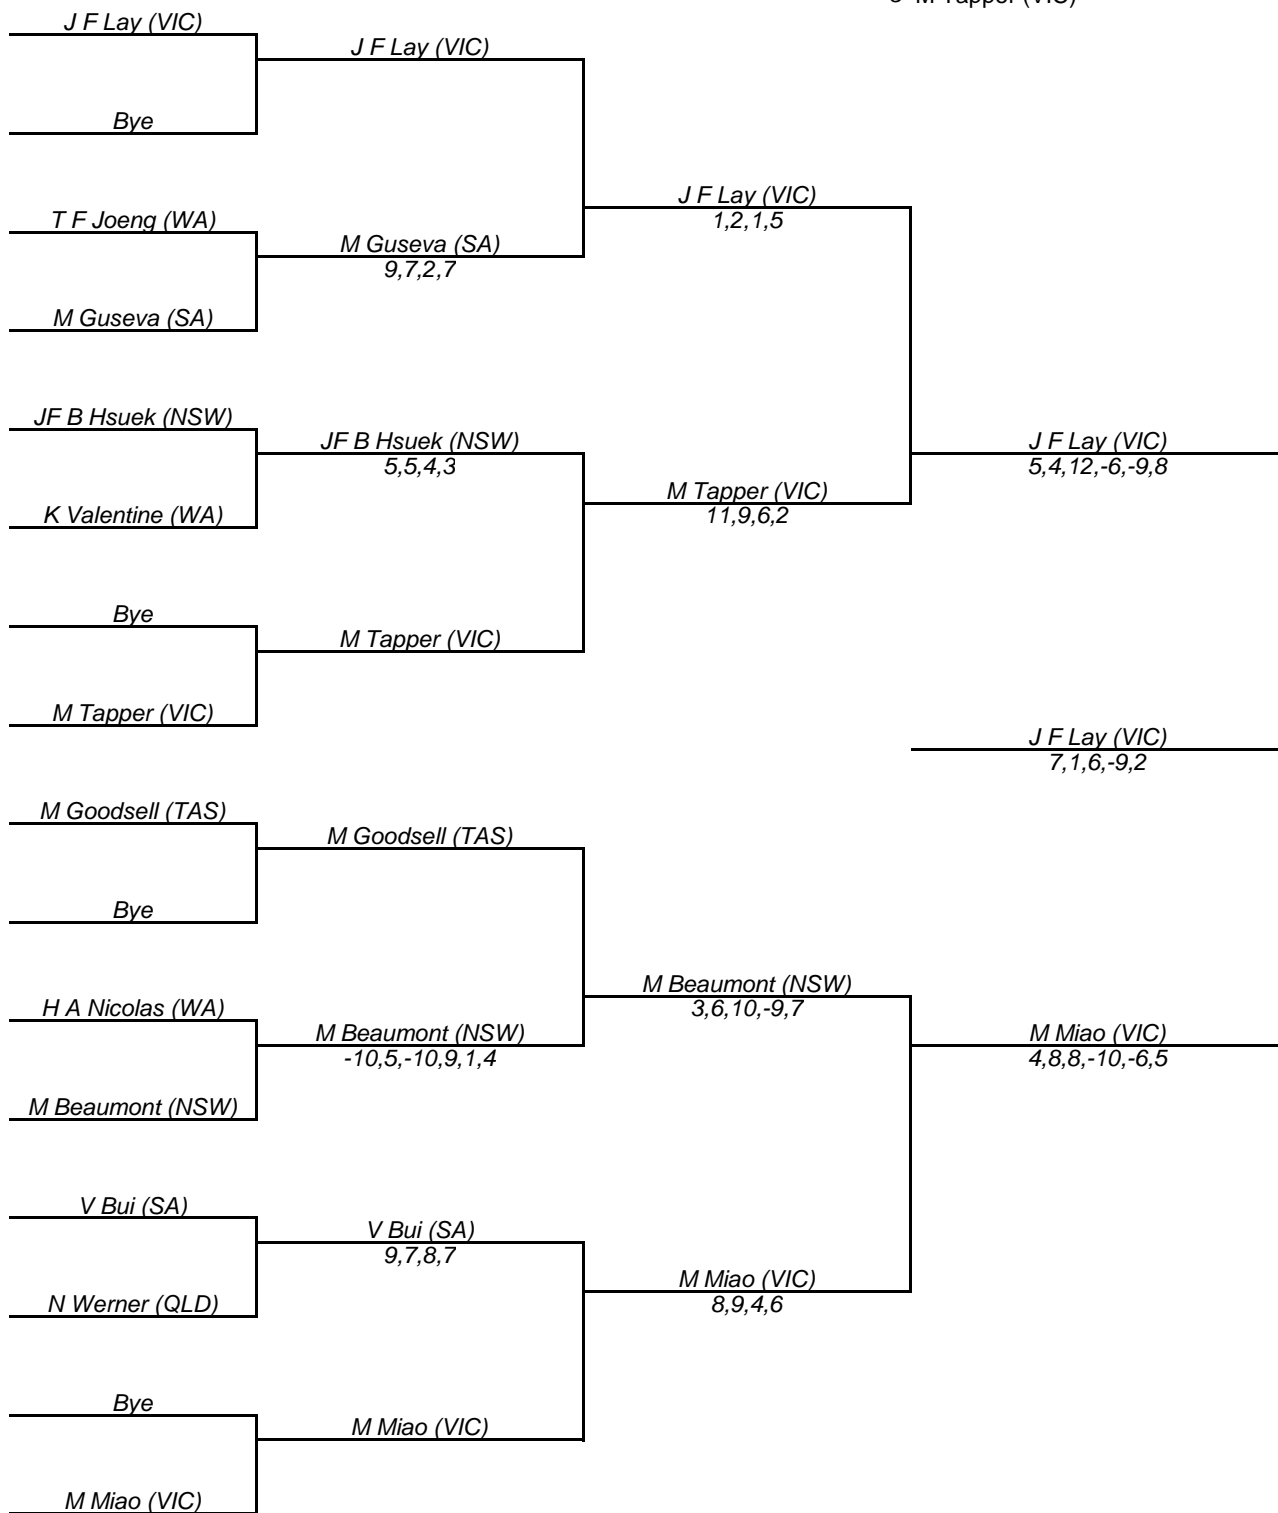 M Tapper (VIC)
J F Lay (VIC)
J F Lay (VIC)
Bye
J F Lay (VIC)
1,2,1,5
T F Joeng (WA)
M Guseva (SA)
9,7,2,7
M Guseva (SA)
JF B Hsuek (NSW)
JF B Hsuek (NSW)
5,5,4,3
J F Lay (VIC)
5,4,12,-6,-9,8
M Tapper (VIC)
11,9,6,2
K Valentine (WA)
Bye
M Tapper (VIC)
M Tapper (VIC)
J F Lay (VIC)
7,1,6,-9,2
M Goodsell (TAS)
M Goodsell (TAS)
Bye
M Beaumont (NSW)
3,6,10,-9,7
H A Nicolas (WA)
M Beaumont (NSW)
-10,5,-10,9,1,4
M Miao (VIC)
4,8,8,-10,-6,5
M Beaumont (NSW)
V Bui (SA)
V Bui (SA)
9,7,8,7
M Miao (VIC)
8,9,4,6
N Werner (QLD)
Bye
M Miao (VIC)
M Miao (VIC)